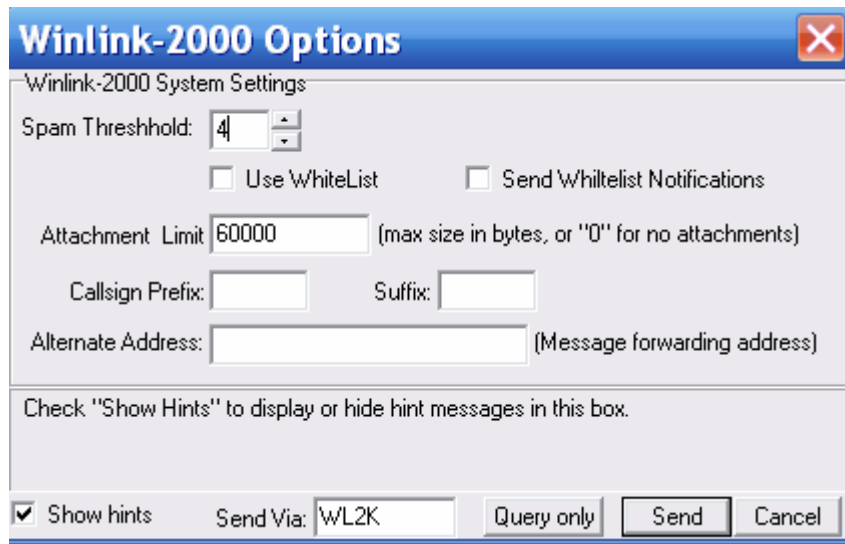 Winlink-2000 Options
Winlink-2000 System Settings
Spam Threshhold: 4
Use WhiteList Send Whiltelist Notifications
Attachment Limit 60000 (max size in bytes, or "0" for no attachments)
Callsign Prefix: Suffix:
Alternate Address: (Message forwarding address)
Check "Show Hints" to display or hide hint messages in this box.
Show hints Send Via: WL2K Query only Send Cancel